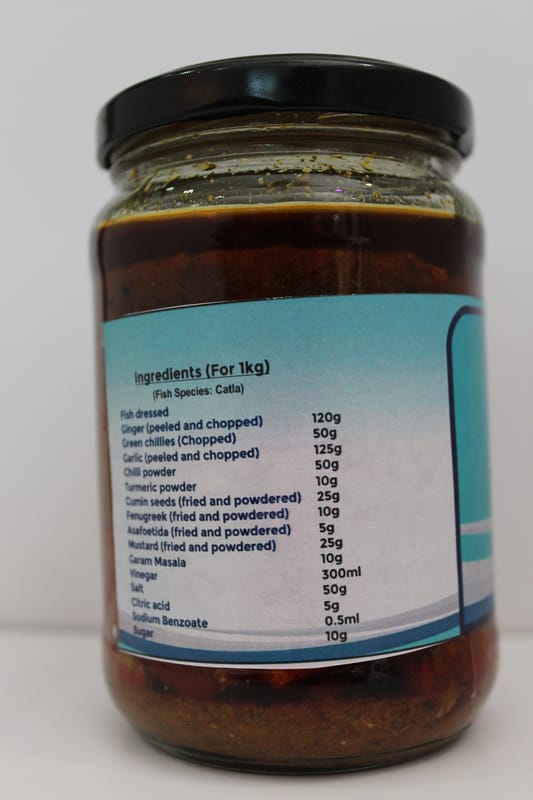 Ingredients (For 1kg)
(Fish Species: Catla)
Fish dressed
Ginger (peeled and chopped) 120g
Green chillies (Chopped) 50g
Garlic (peeled and chopped) 125g
Chilli powder 50g
Turmeric powder 10g
Cumin seeds (fried and powdered) 25g
Fenugreek (fried and powdered) 10g
Asafoetida (fried and powdered) 5g
Mustard (fried and powdered) 25g
Garam Masala 10g
Vinegar 300ml
Salt 50g
Citric acid 5g
Sodium Benzoate 0.5ml
Sugar 10g